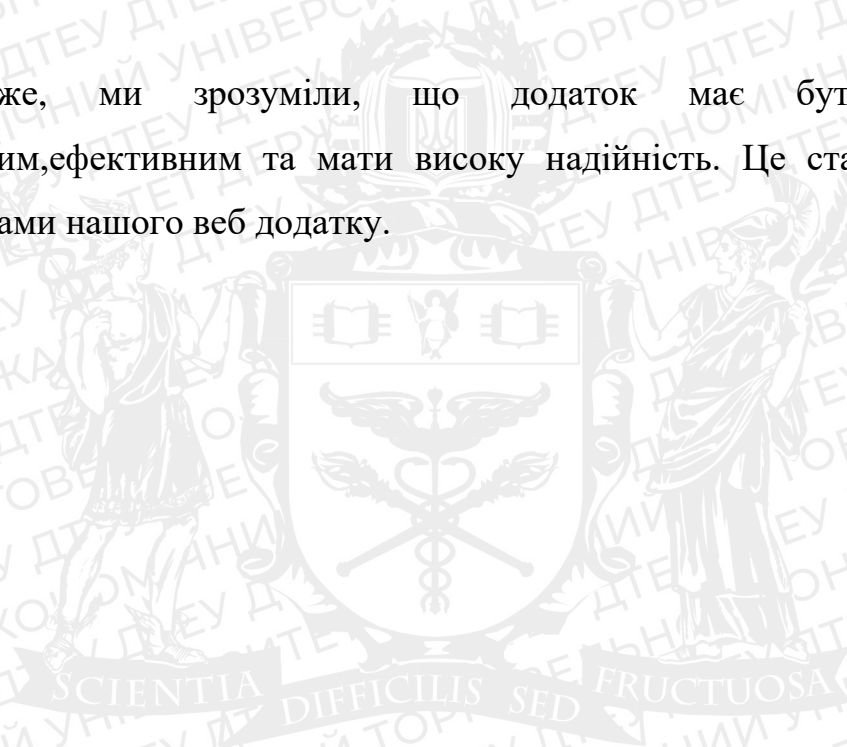 же, ми зрозуміли, що додаток має бут
им,ефективним та мати високу надійність. Це ста
ами нашого веб додатку.
SCIENTIA DIFFICILIS SED FRUCTUOSA